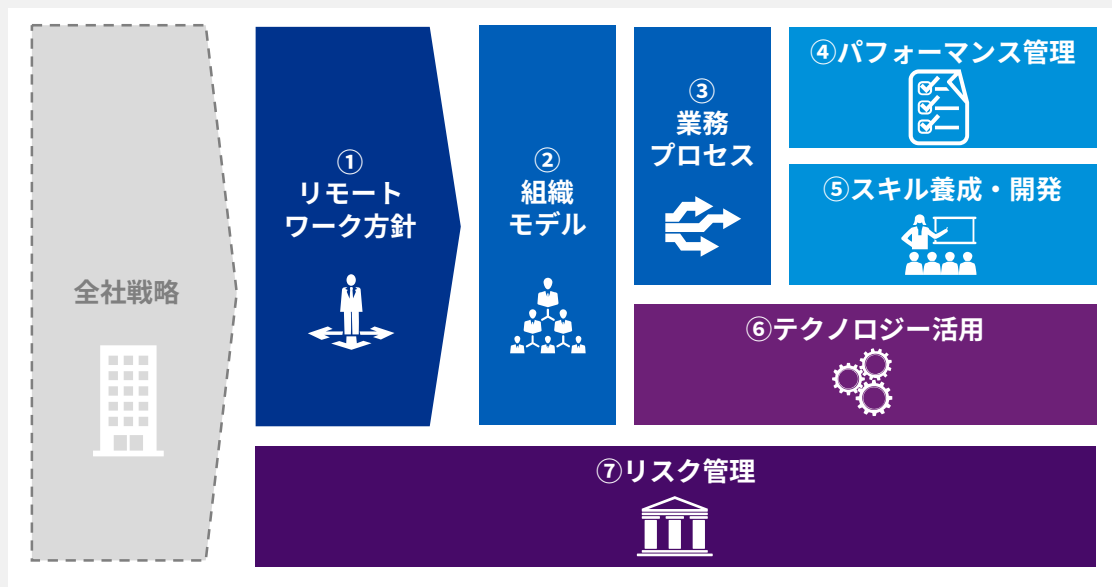 全社戦略
①
リモート
ワーク方針
②
組織
モデル
③
業務
プロセス
④パフォーマンス管理
⑤スキル養成・開発
⑥テクノロジー活用
⑦リスク管理